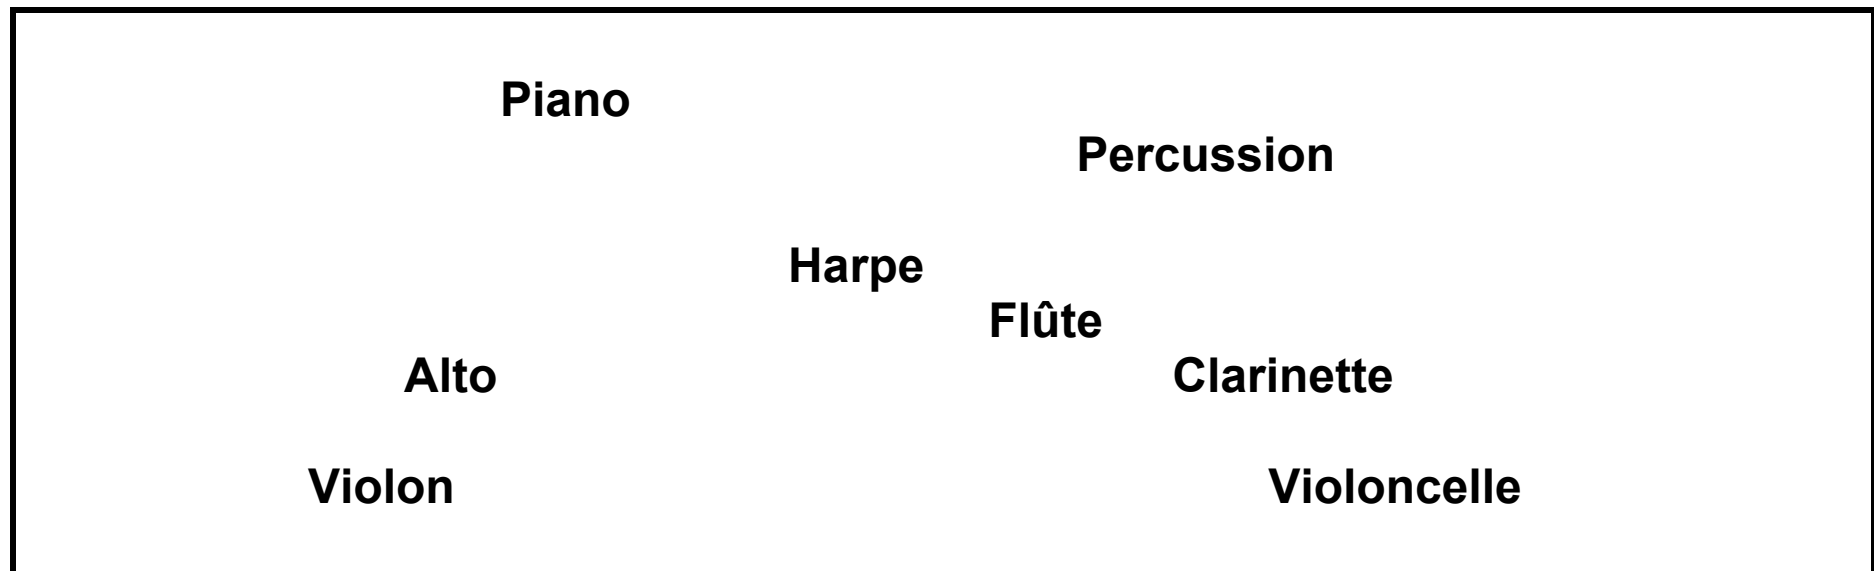 Piano
Percussion
Harpe
Flûte
Alto
Clarinette
Violon
Violoncelle